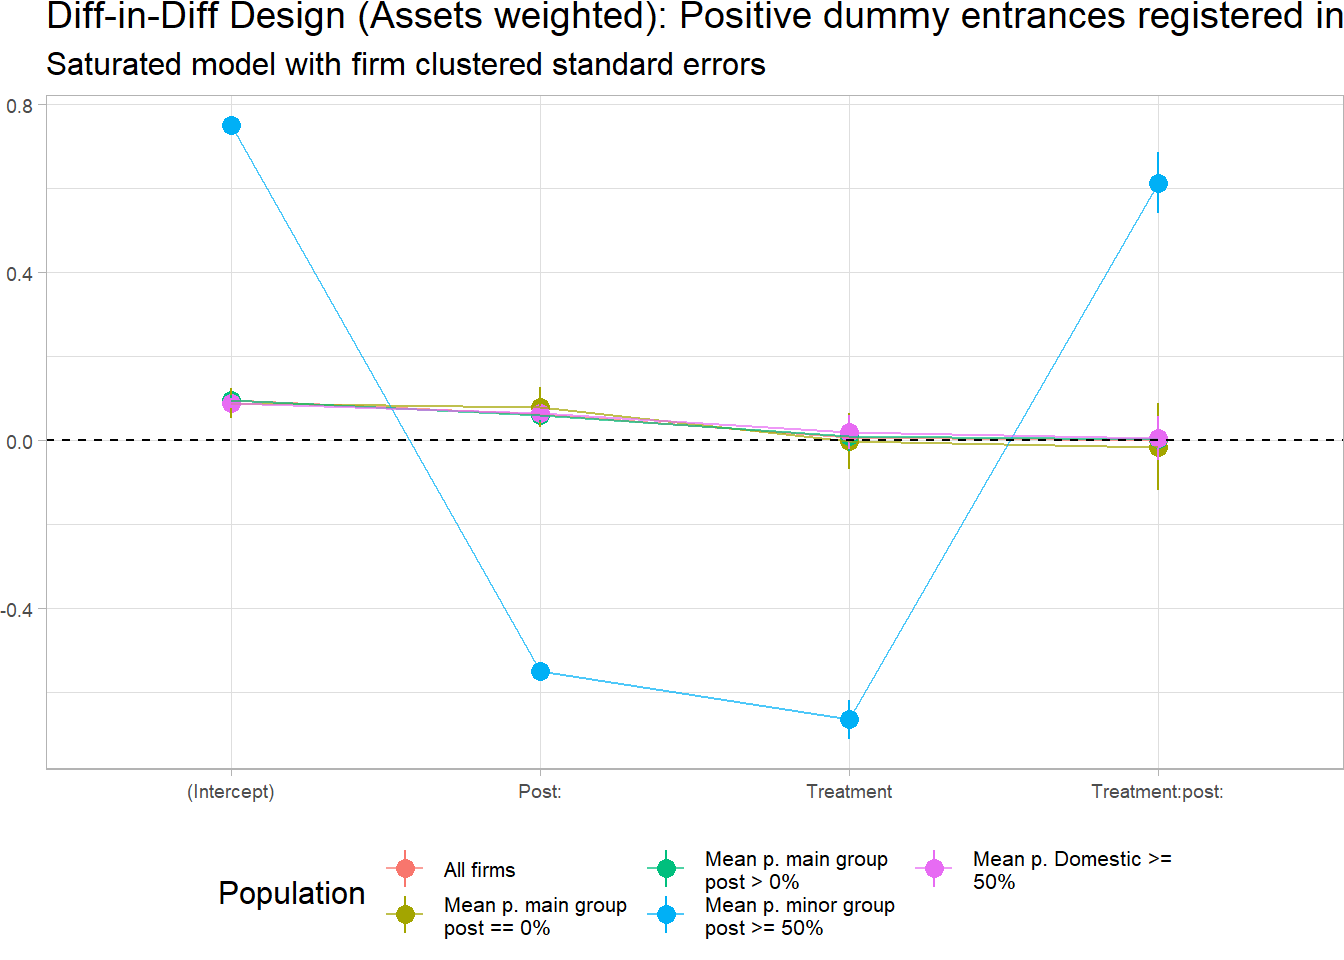 Diff-in-Diff Design (Assets weighted): Positive dummy entrances registered in
Saturated model with firm clustered standard errors
0.8
0.4
0.0
-0.4
(Intercept) Post: Treatment Treatment:post:
Population
All firms
Mean p. main group
post == 0%
Mean p. main group
post > 0%
Mean p. minor group
post >= 50%
Mean p. Domestic >=
50%